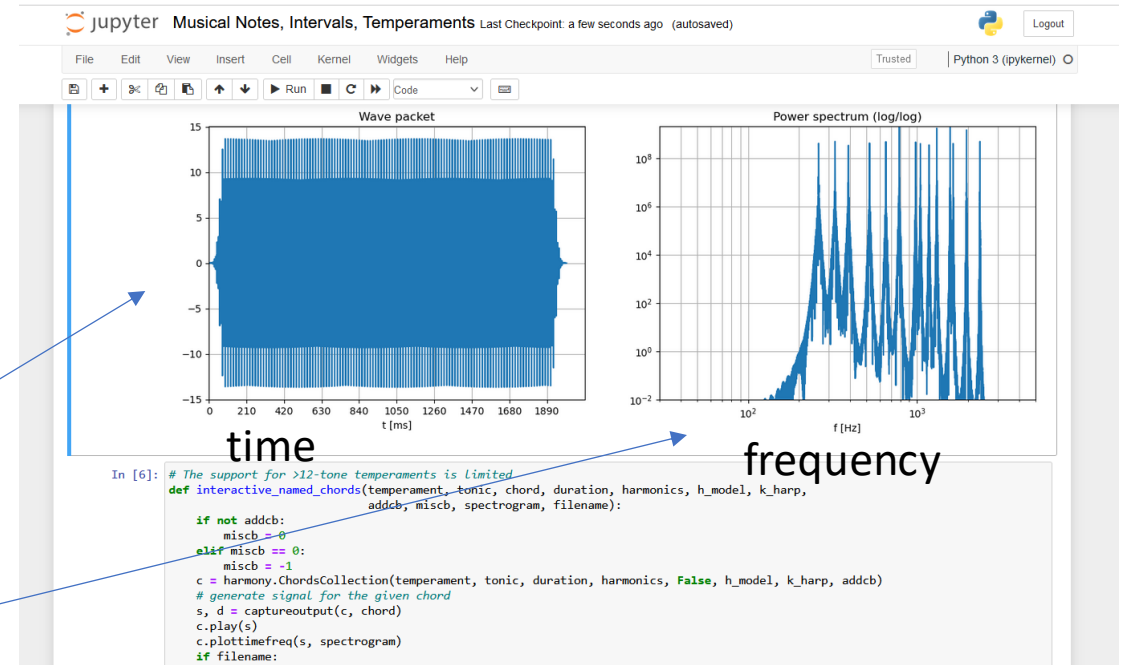 jupyter Musical Notes, Intervals, Temperaments Last Checkpoint: a few seconds ago (autosaved)
Logout
File Edit View Insert Cell Kernel Widgets Help
Trusted
Python 3 (ipykernel)
Run
Code
Wave packet
15
10
5
0
−5
−10
−15
0 210 420 630 840 1050 1260 1470 1680 1890
t [ms]
time
Power spectrum (log/log)
10⁸
10⁶
10⁴
10²
10⁰
10⁻²
10² 10³
f [Hz]
frequency
In [6]: # The support for >12-tone temperaments is limited
def interactive_named_chords(temperament, tonic, chord, duration, harmonics, h_model, k_harp,
addcb, miscb, spectrogram, filename):
if not addcb:
miscb = 0
elif miscb == 0:
miscb = -1
c = harmony.ChordsCollection(temperament, tonic, duration, harmonics, False, h_model, k_harp, addcb)
# generate signal for the given chord
s, d = captureoutput(c, chord)
c.play(s)
c.plottimefreq(s, spectrogram)
if filename: